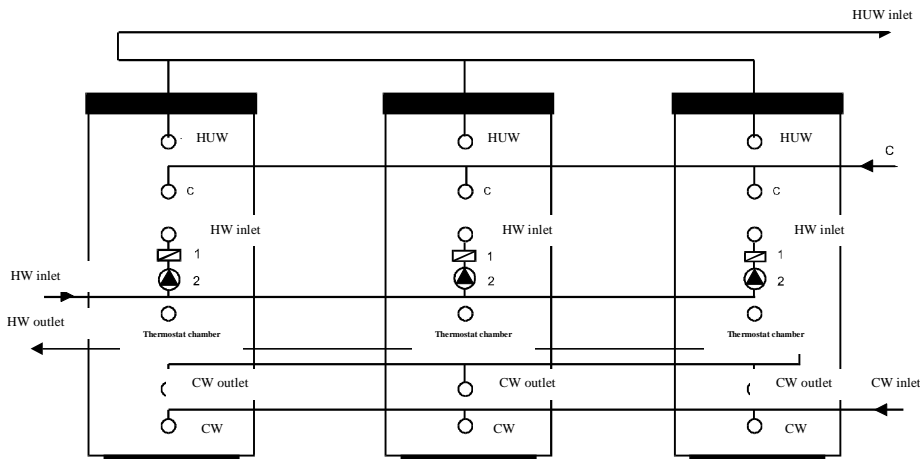 HUW inlet
HUW HUW HUW
C
C C C
HW inlet HW inlet HW inlet
1 1 1
HW inlet
2 2 2
HW outlet
Thermostat chamber Thermostat chamber Thermostat chamber
CW outlet CW outlet CW outlet CW inlet
CW CW CW